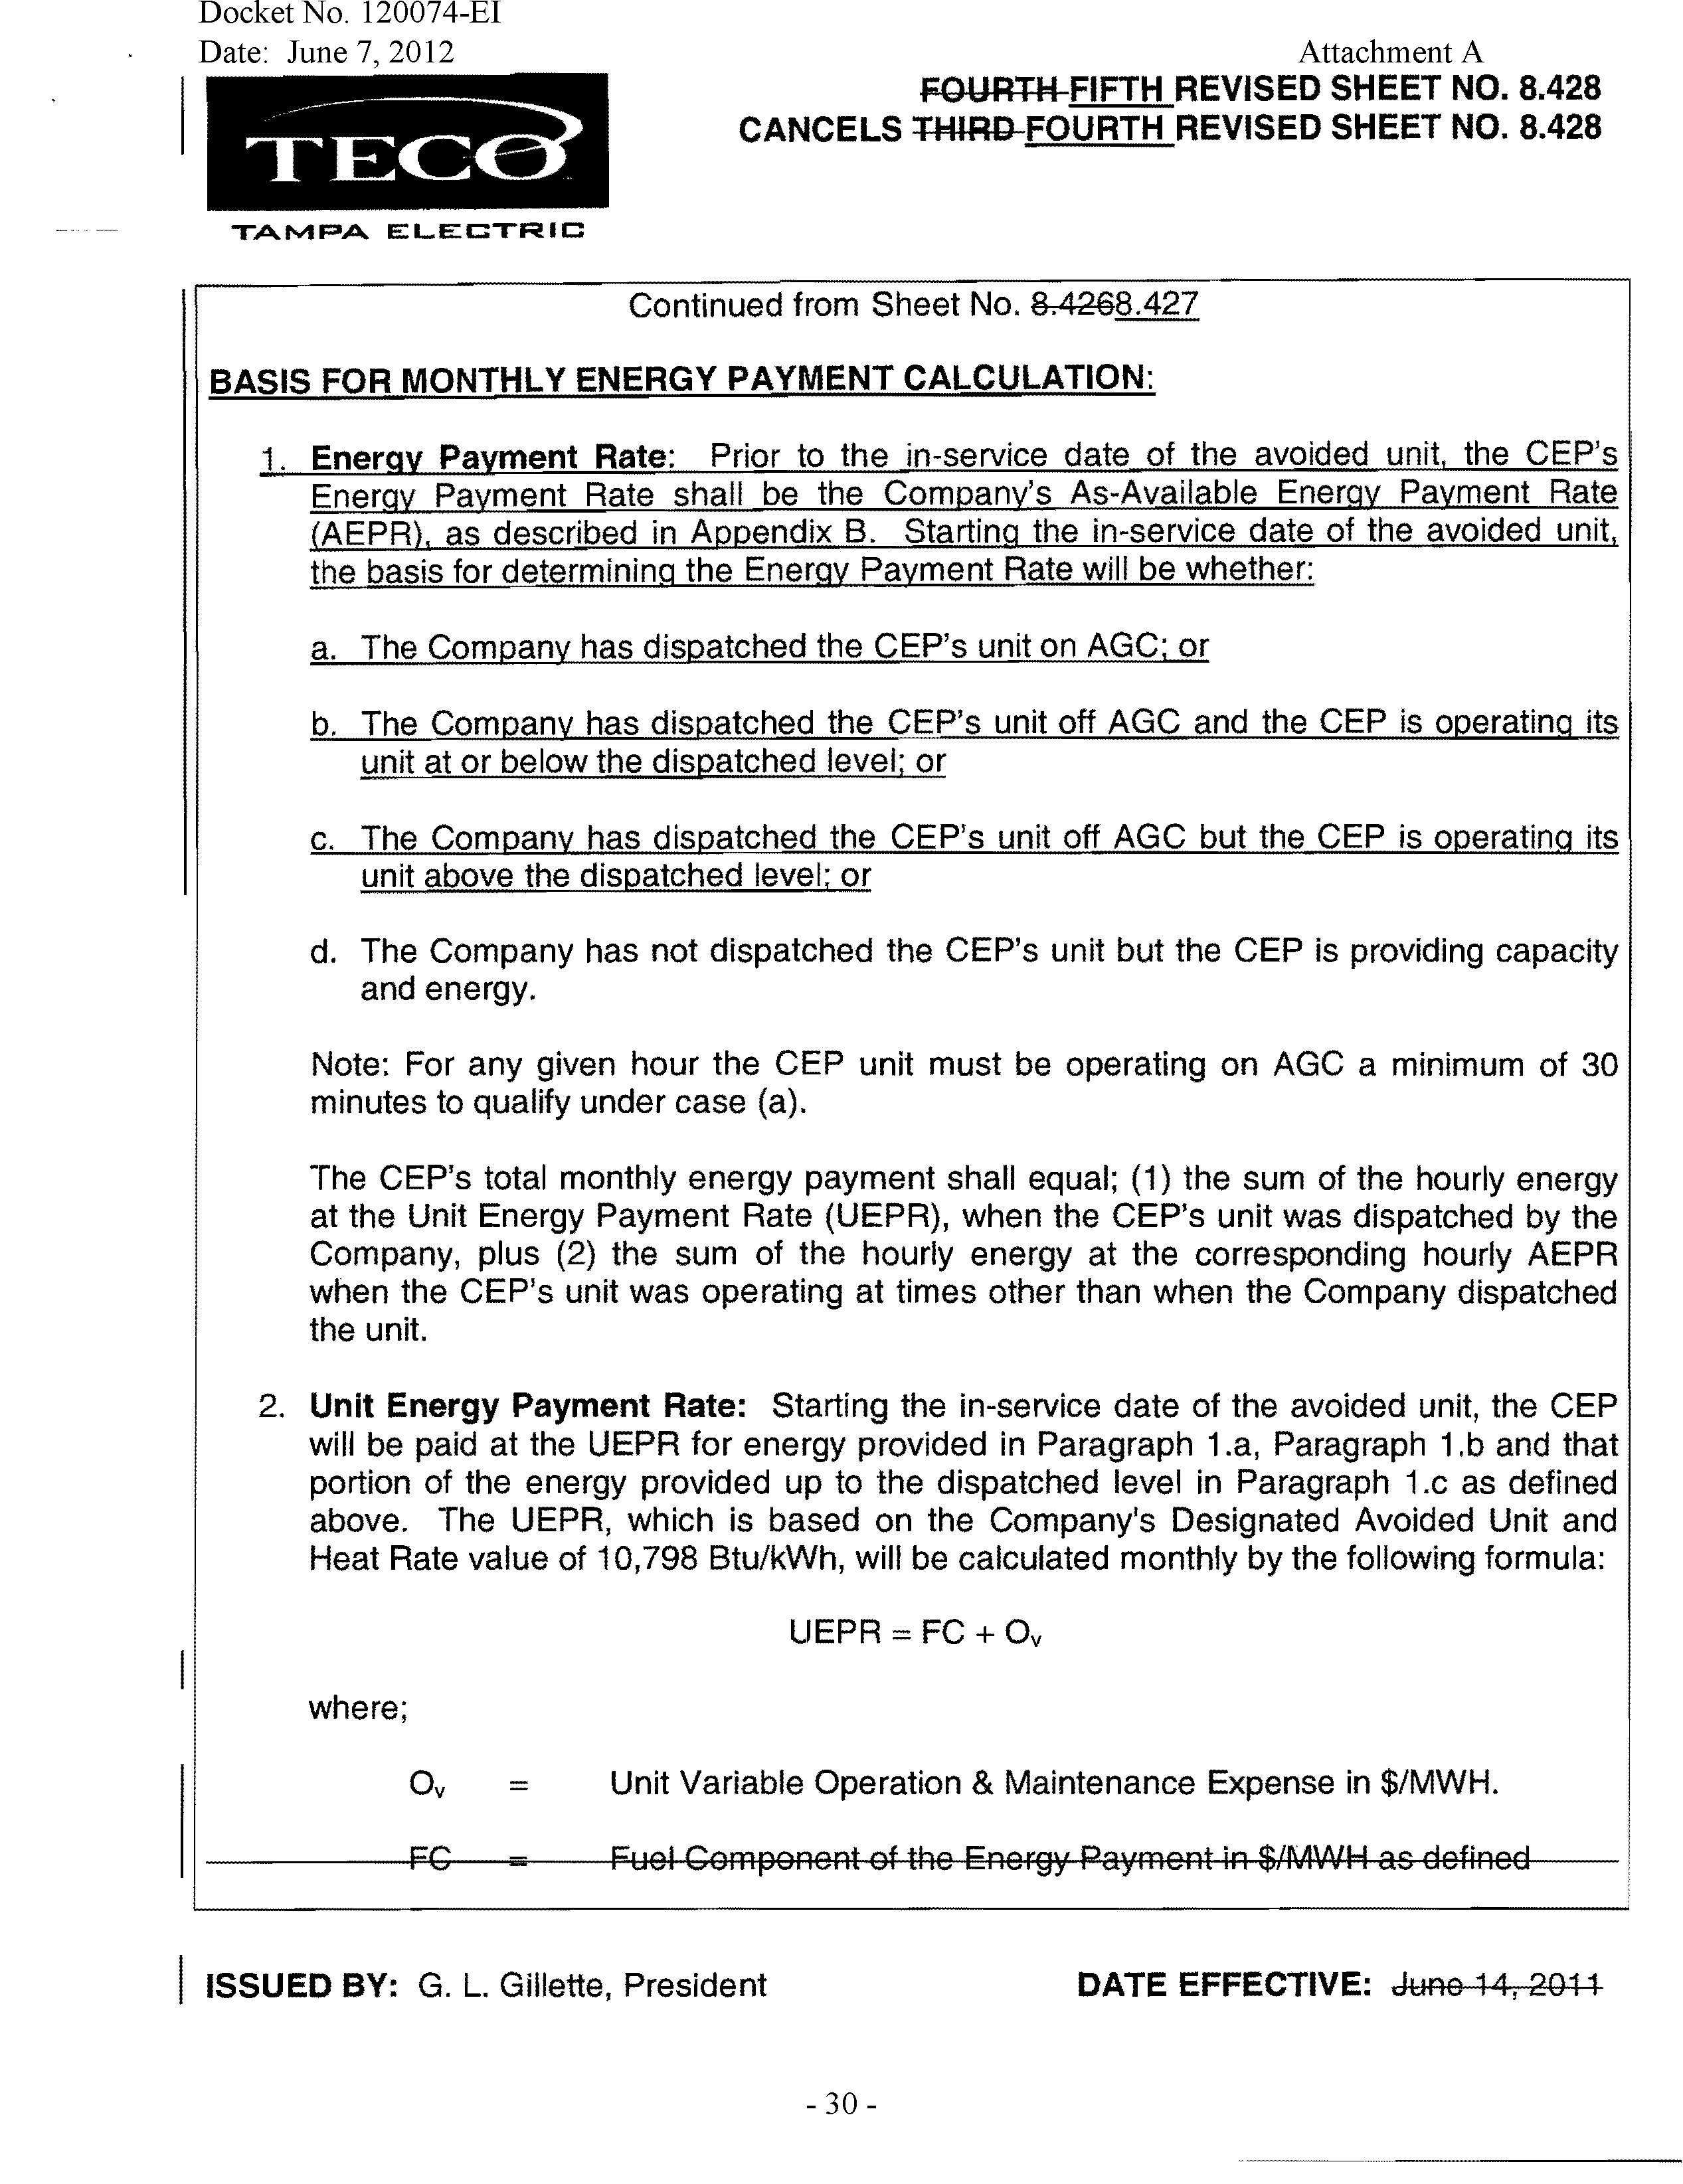 Docket No. 120074-EI
Date: June 7, 2012
Attachment A
FOURTH FIFTH REVISED SHEET NO. 8.428
CANCELS THIRD FOURTH REVISED SHEET NO. 8.428
TECO
TAMPA ELECTRIC
Continued from Sheet No. 8.4268.427
BASIS FOR MONTHLY ENERGY PAYMENT CALCULATION:
1. Energy Payment Rate: Prior to the in-service date of the avoided unit, the CEP's
Energy Payment Rate shall be the Company's As-Available Energy Payment Rate
(AEPR), as described in Appendix B. Starting the in-service date of the avoided unit,
the basis for determining the Energy Payment Rate will be whether:
a. The Company has dispatched the CEP's unit on AGC; or
b. The Company has dispatched the CEP's unit off AGC and the CEP is operating its
unit at or below the dispatched level; or
c. The Company has dispatched the CEP's unit off AGC but the CEP is operating its
unit above the dispatched level; or
d. The Company has not dispatched the CEP's unit but the CEP is providing capacity
and energy.
Note: For any given hour the CEP unit must be operating on AGC a minimum of 30
minutes to qualify under case (a).
The CEP's total monthly energy payment shall equal; (1) the sum of the hourly energy
at the Unit Energy Payment Rate (UEPR), when the CEP's unit was dispatched by the
Company, plus (2) the sum of the hourly energy at the corresponding hourly AEPR
when the CEP's unit was operating at times other than when the Company dispatched
the unit.
2. Unit Energy Payment Rate: Starting the in-service date of the avoided unit, the CEP
will be paid at the UEPR for energy provided in Paragraph 1.a, Paragraph 1.b and that
portion of the energy provided up to the dispatched level in Paragraph 1.c as defined
above. The UEPR, which is based on the Company's Designated Avoided Unit and
Heat Rate value of 10,798 Btu/kWh, will be calculated monthly by the following formula:
UEPR = FC + Ov
where;
Ov = Unit Variable Operation & Maintenance Expense in $/MWH.
FC = Fuel Component of the Energy Payment in $/MWH as defined
ISSUED BY: G. L. Gillette, President
DATE EFFECTIVE: June 14, 2011
- 30 -